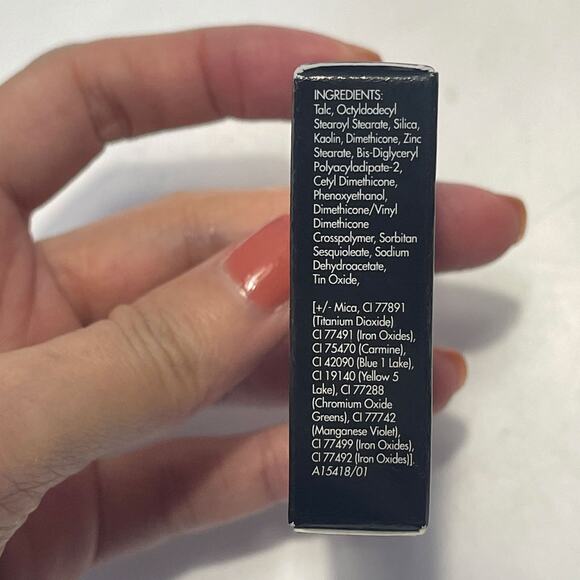 INGREDIENTS:
Talc, Octyldodecyl
Stearoyl Stearate, Silica,
Kaolin, Dimethicone, Zinc
Stearate, Bis-Diglyceryl
Polyacyladipate-2,
Cetyl Dimethicone,
Phenoxyethanol,
Dimethicone/Vinyl
Dimethicone
Crosspolymer, Sorbitan
Sesquioleate, Sodium
Dehydroacetate,
Tin Oxide,
[+/- Mica, CI 77891
(Titanium Dioxide)
CI 77491 (Iron Oxides),
CI 75470 (Carmine),
CI 42090 (Blue 1 Lake),
CI 19140 (Yellow 5
Lake), CI 77288
(Chromium Oxide
Greens), CI 77742
(Manganese Violet),
CI 77499 (Iron Oxides),
CI 77492 (Iron Oxides)].
A15418/01